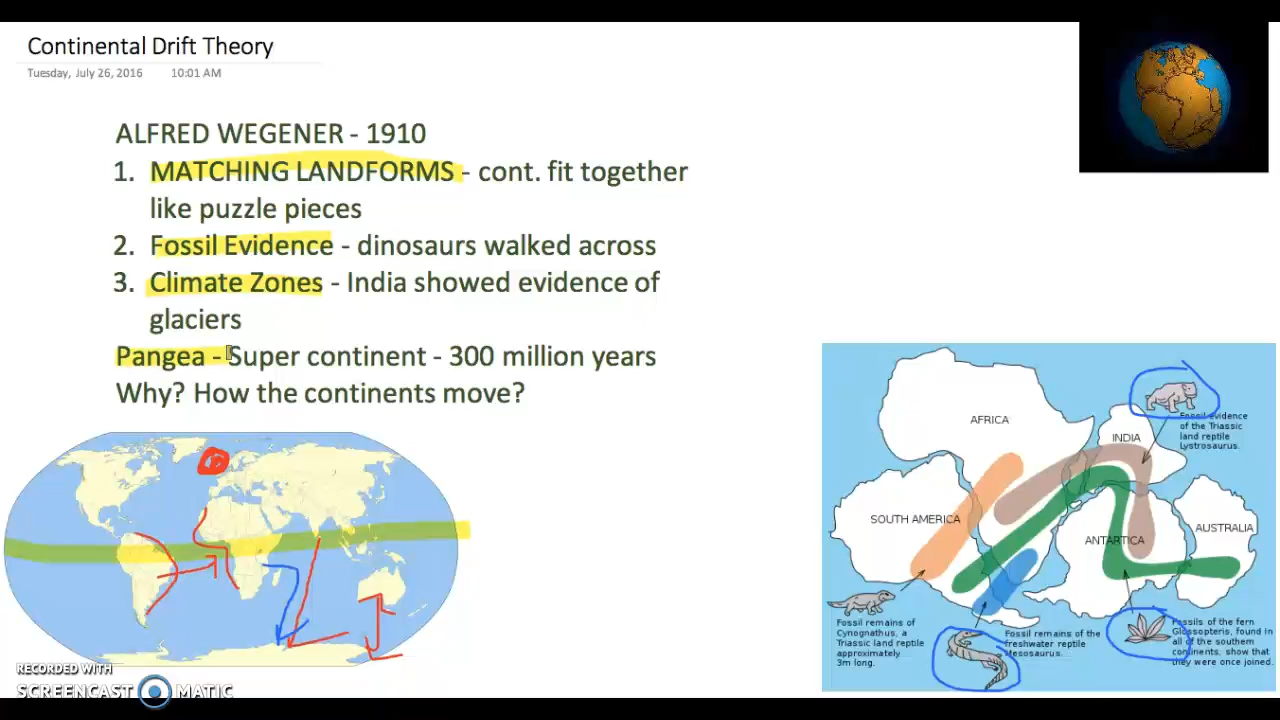 Continental Drift Theory
Tuesday, July 26, 2016 10:01 AM
ALFRED WEGENER - 1910
1. MATCHING LANDFORMS - cont. fit together
like puzzle pieces
2. Fossil Evidence - dinosaurs walked across
3. Climate Zones - India showed evidence of
glaciers
Pangea - Super continent - 300 million years
Why? How the continents move?
AFRICA
INDIA
SOUTH AMERICA
ANTARTICA
AUSTRALIA
Fossil evidence
of the Triassic
land reptile
Lystrosaurus.
Fossil remains of
Cynognathus, a
Triassic land reptile
approximately
3m long.
Fossil remains of the
freshwater reptile
Mesosaurus.
Fossils of the fern
Glossopteris, found in
all of the southern
continents, show that
they were once joined.
RECORDED WITH
SCREENCAST MATIC